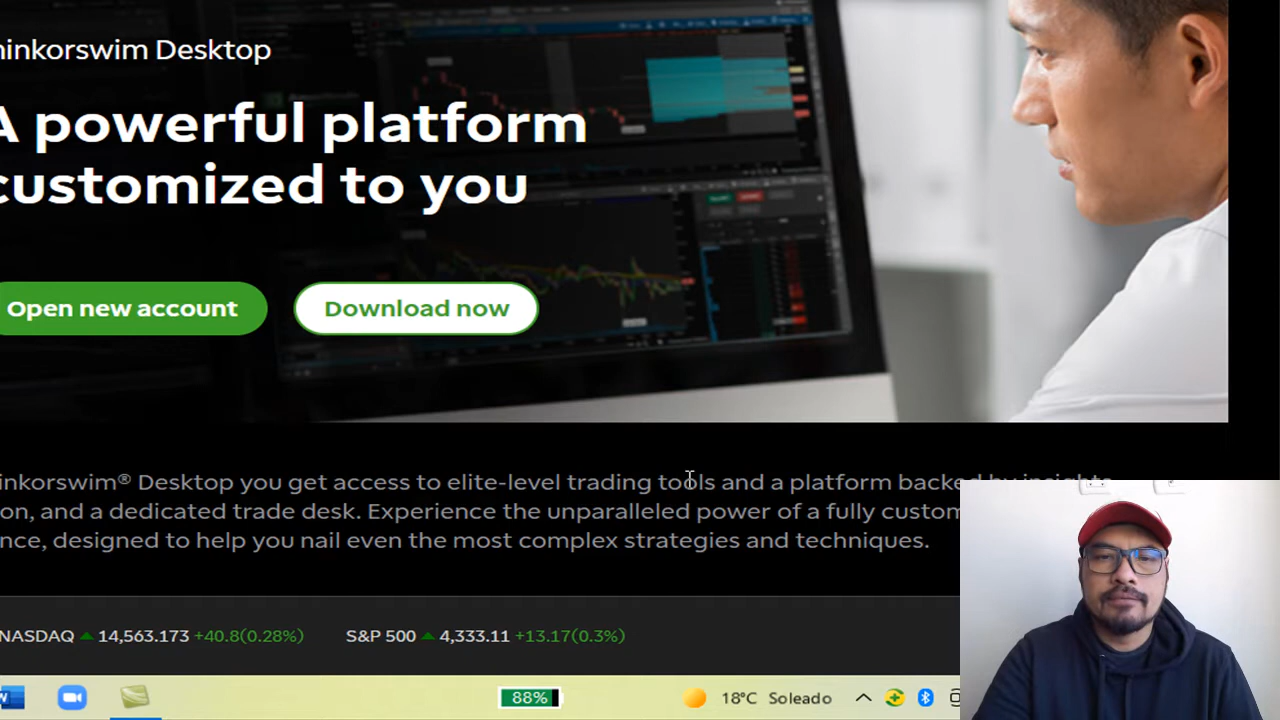 inkorswim Desktop
A powerful platform
customized to you
Open new account
Download now
inkorswim® Desktop you get access to elite-level trading tools and a platform backed by insights
on, and a dedicated trade desk. Experience the unparalleled power of a fully custom
nce, designed to help you nail even the most complex strategies and techniques.
NASDAQ 14,563.173 +40.8(0.28%) S&P 500 4,333.11 +13.17(0.3%)
W 88% 18°C Soleado